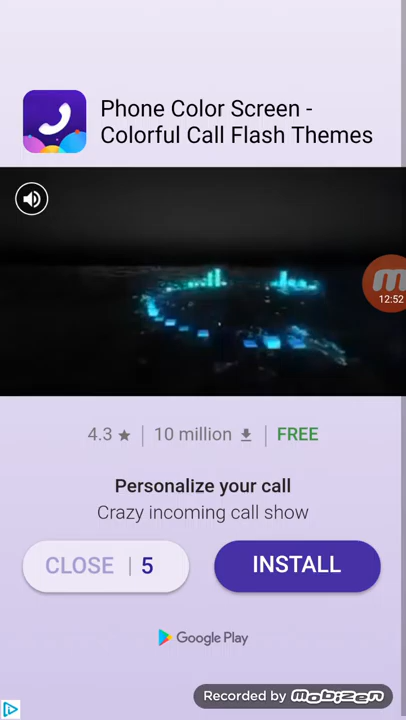 Phone Color Screen -
Colorful Call Flash Themes
12:52
4.3 ★ | 10 million | FREE
Personalize your call
Crazy incoming call show
CLOSE | 5
INSTALL
Google Play
Recorded by mobizen